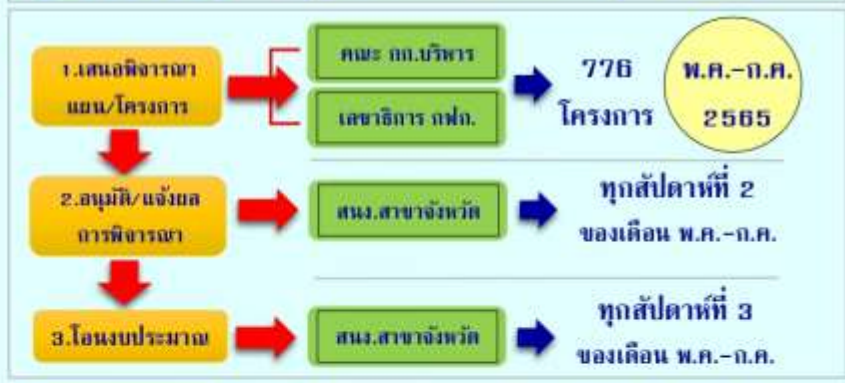 1.เสนอพิจารณา
แผน/โครงการ
คณะ กก.บริหาร
เลขาธิการ กฟก.
776
โครงการ
พ.ค.-ก.ค.
2565
2.อนุมัติ/แจ้งผล
การพิจารณา
สนง.สาขาจังหวัด
ทุกสัปดาห์ที่ 2
ของเดือน พ.ค.-ก.ค.
3.โอนงบประมาณ
สนง.สาขาจังหวัด
ทุกสัปดาห์ที่ 3
ของเดือน พ.ค.-ก.ค.